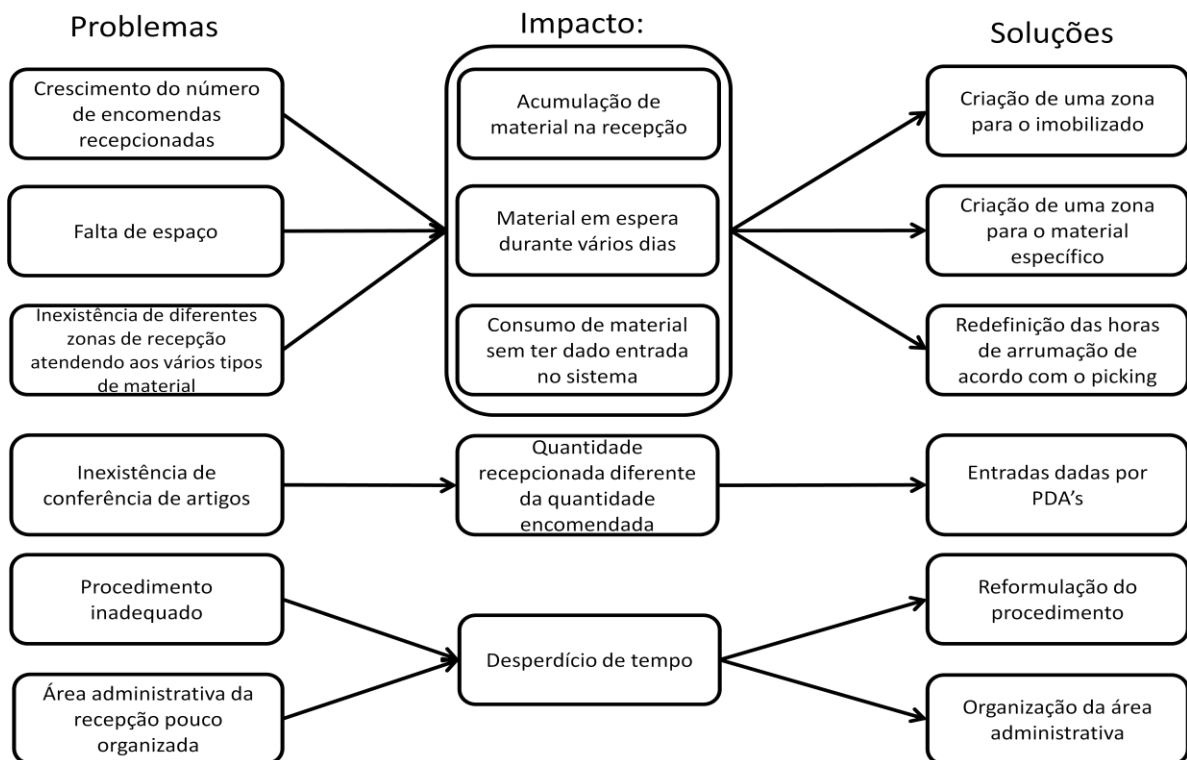 Problemas
Impacto:
Soluções
Crescimento do número
de encomendas
recepcionadas
Acumulação de
material na recepção
Criação de uma zona
para o imobilizado
Falta de espaço
Material em espera
durante vários dias
Criação de uma zona
para o material
específico
Inexistência de diferentes
zonas de recepção
atendendo aos vários tipos
de material
Consumo de material
sem ter dado entrada
no sistema
Redefinição das horas
de arrumação de
acordo com o picking
Inexistência de
conferência de artigos
Quantidade
recepcionada diferente
da quantidade
encomendada
Entradas dadas por
PDA’s
Procedimento
inadequado
Desperdício de tempo
Reformulação do
procedimento
Área administrativa da
recepção pouco
organizada
Organização da área
administrativa